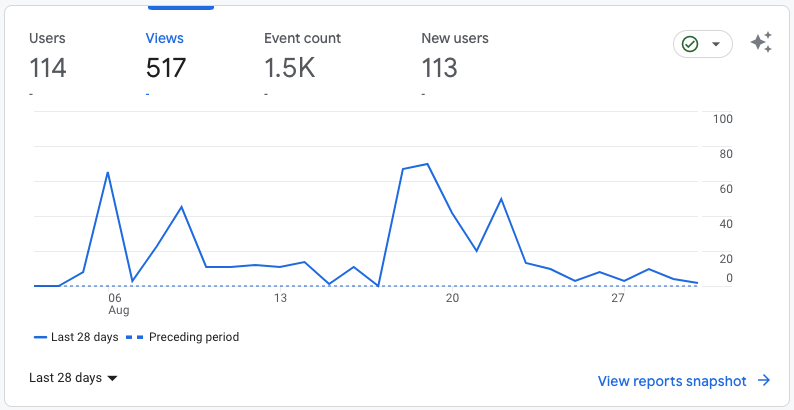 Users Views Event count New users
114 517 1.5K 113
- - - -
100
80
60
40
20
0
06 13 20 27
Aug
Last 28 days Preceding period
Last 28 days View reports snapshot